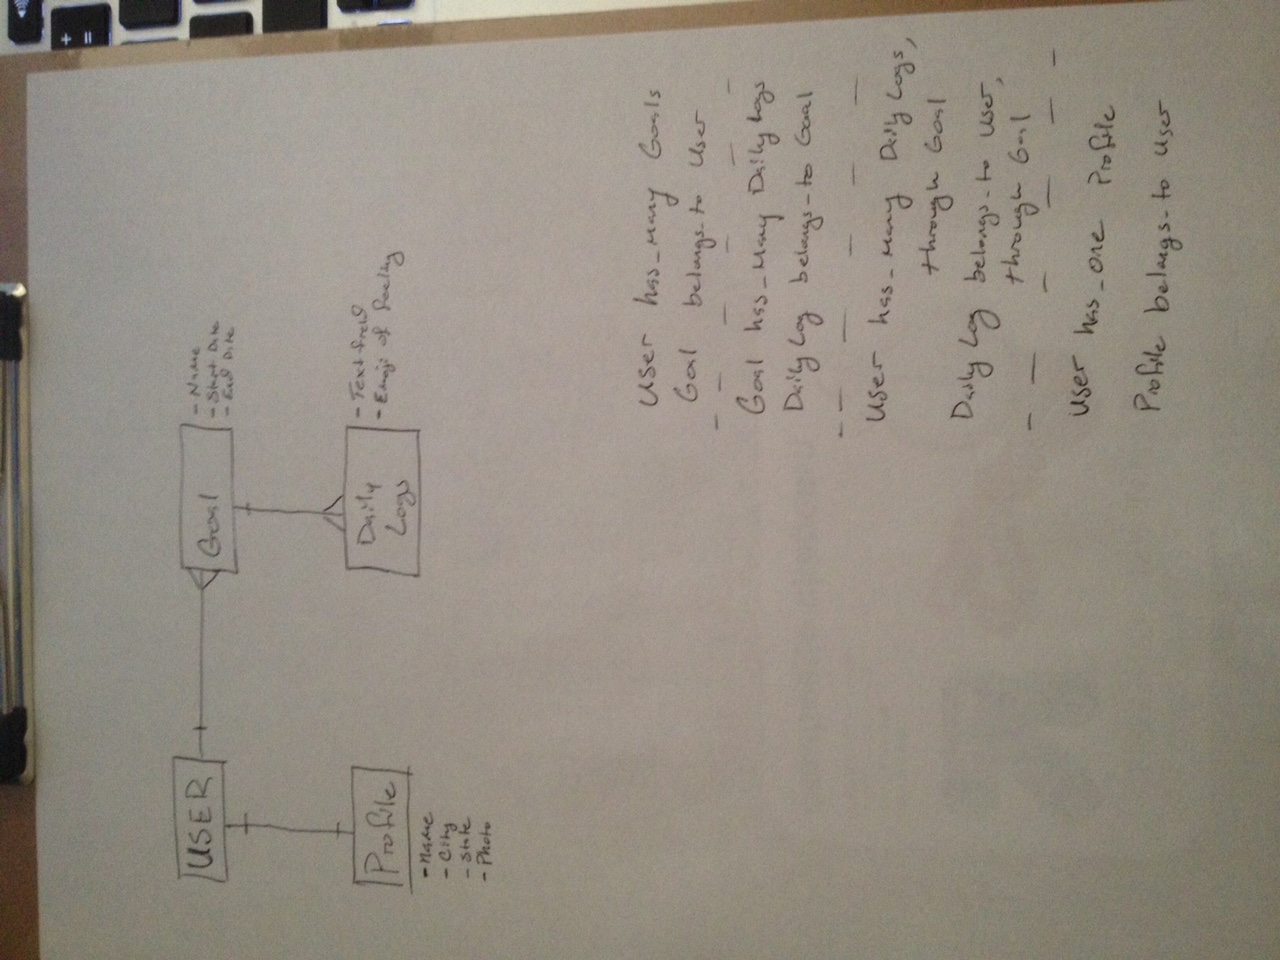 USER
Goal
- Name
- Start Date
- End Date
Profile
- Name
- City
- State
- Photo
Daily
Logs
- Text field
- Emoji of feeling
User has_many Goals
Goal belongs_to User
Goal has_many Daily Logs
Daily Log belongs_to Goal
User has_many Daily Logs,
through Goal
Daily Log belongs_to User,
through Goal
User has_one Profile
Profile belongs_to User
+
=